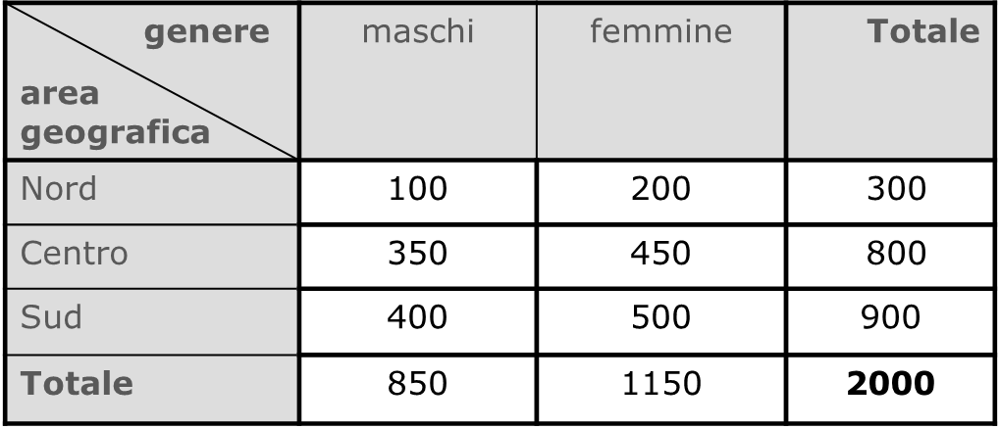 genere maschi femmine Totale
area
geografica
Nord 100 200 300
Centro 350 450 800
Sud 400 500 900
Totale 850 1150 2000